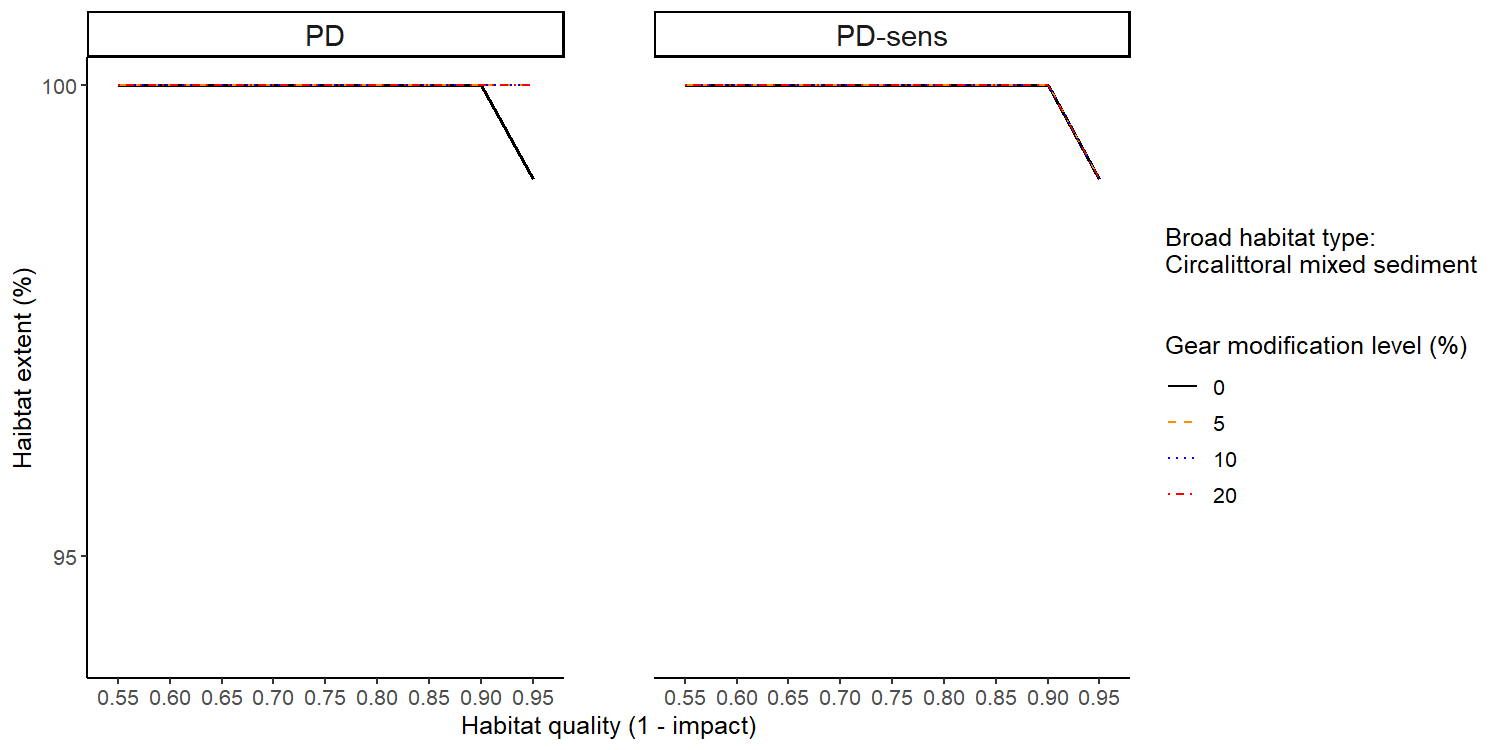 PD
PD-sens
100
95
Haibtat extent (%)
0.55 0.60 0.65 0.70 0.75 0.80 0.85 0.90 0.95
0.55 0.60 0.65 0.70 0.75 0.80 0.85 0.90 0.95
Habitat quality (1 - impact)
Broad habitat type:
Circalittoral mixed sediment
Gear modification level (%)
0
5
10
20